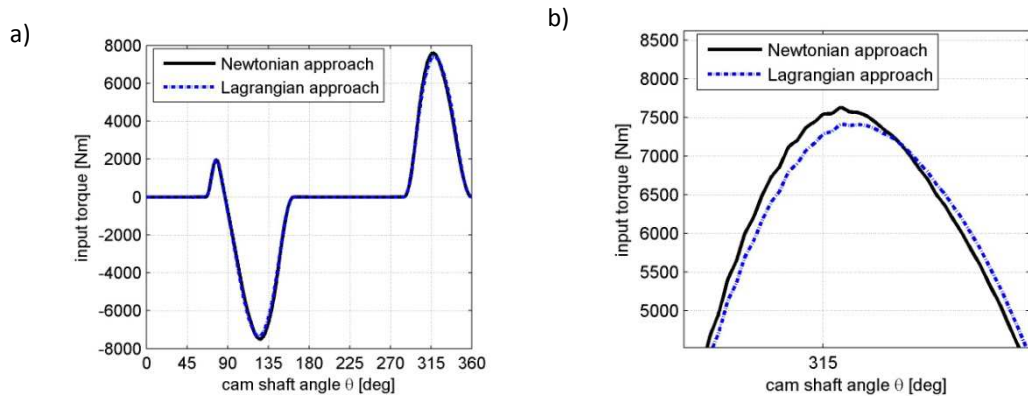 a)
input torque [Nm]
8000
6000
4000
2000
0
-2000
-4000
-6000
-8000
Newtonian approach
Lagrangian approach
0 45 90 135 180 225 270 315 360
cam shaft angle θ [deg]
b)
input torque [Nm]
8500
8000
7500
7000
6500
6000
5500
5000
Newtonian approach
Lagrangian approach
315
cam shaft angle θ [deg]